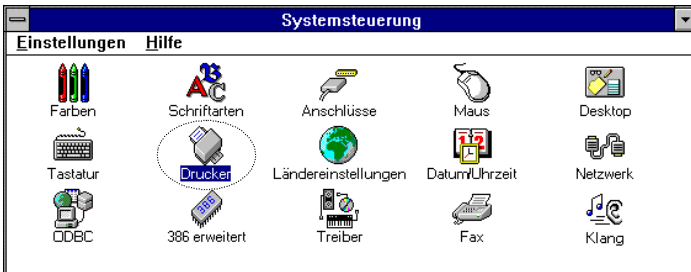 Systemsteuerung
Einstellungen Hilfe
Farben Schriftarten Anschlüsse Maus Desktop
Tastatur Drucker Ländereinstellungen Datum/Uhrzeit Netzwerk
ODBC 386 erweitert Treiber Fax Klang